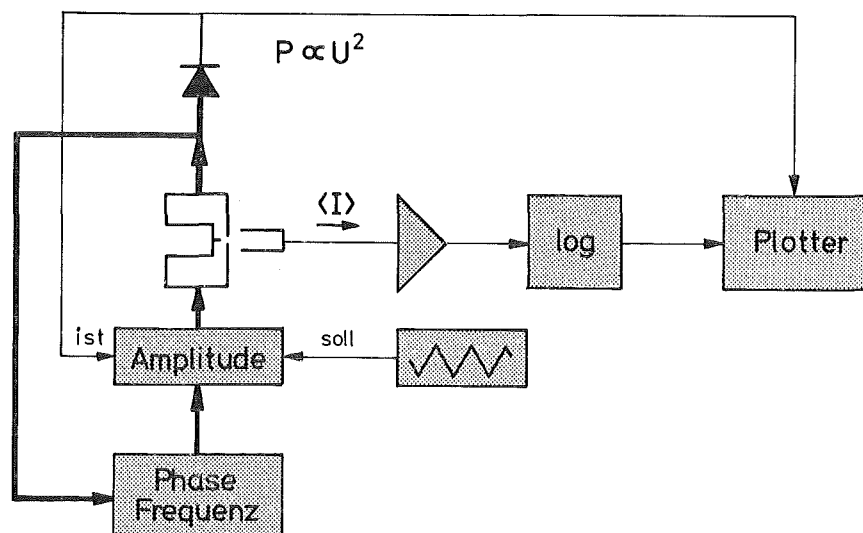 P ∝ U²
⟨I⟩
log
Plotter
ist
soll
Amplitude
Phase
Frequenz